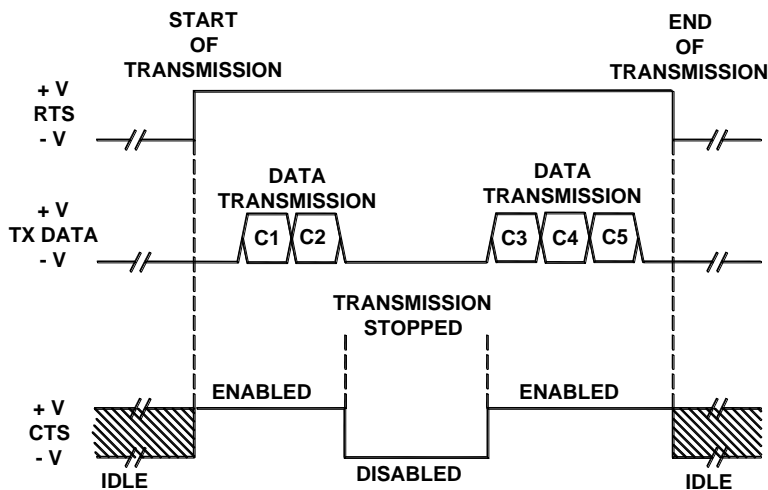 START
OF
TRANSMISSION
END
OF
TRANSMISSION
+ V
RTS
- V
DATA
TRANSMISSION
DATA
TRANSMISSION
+ V
TX DATA
- V
C1 C2 C3 C4 C5
TRANSMISSION
STOPPED
ENABLED ENABLED
+ V
CTS
- V
IDLE DISABLED IDLE